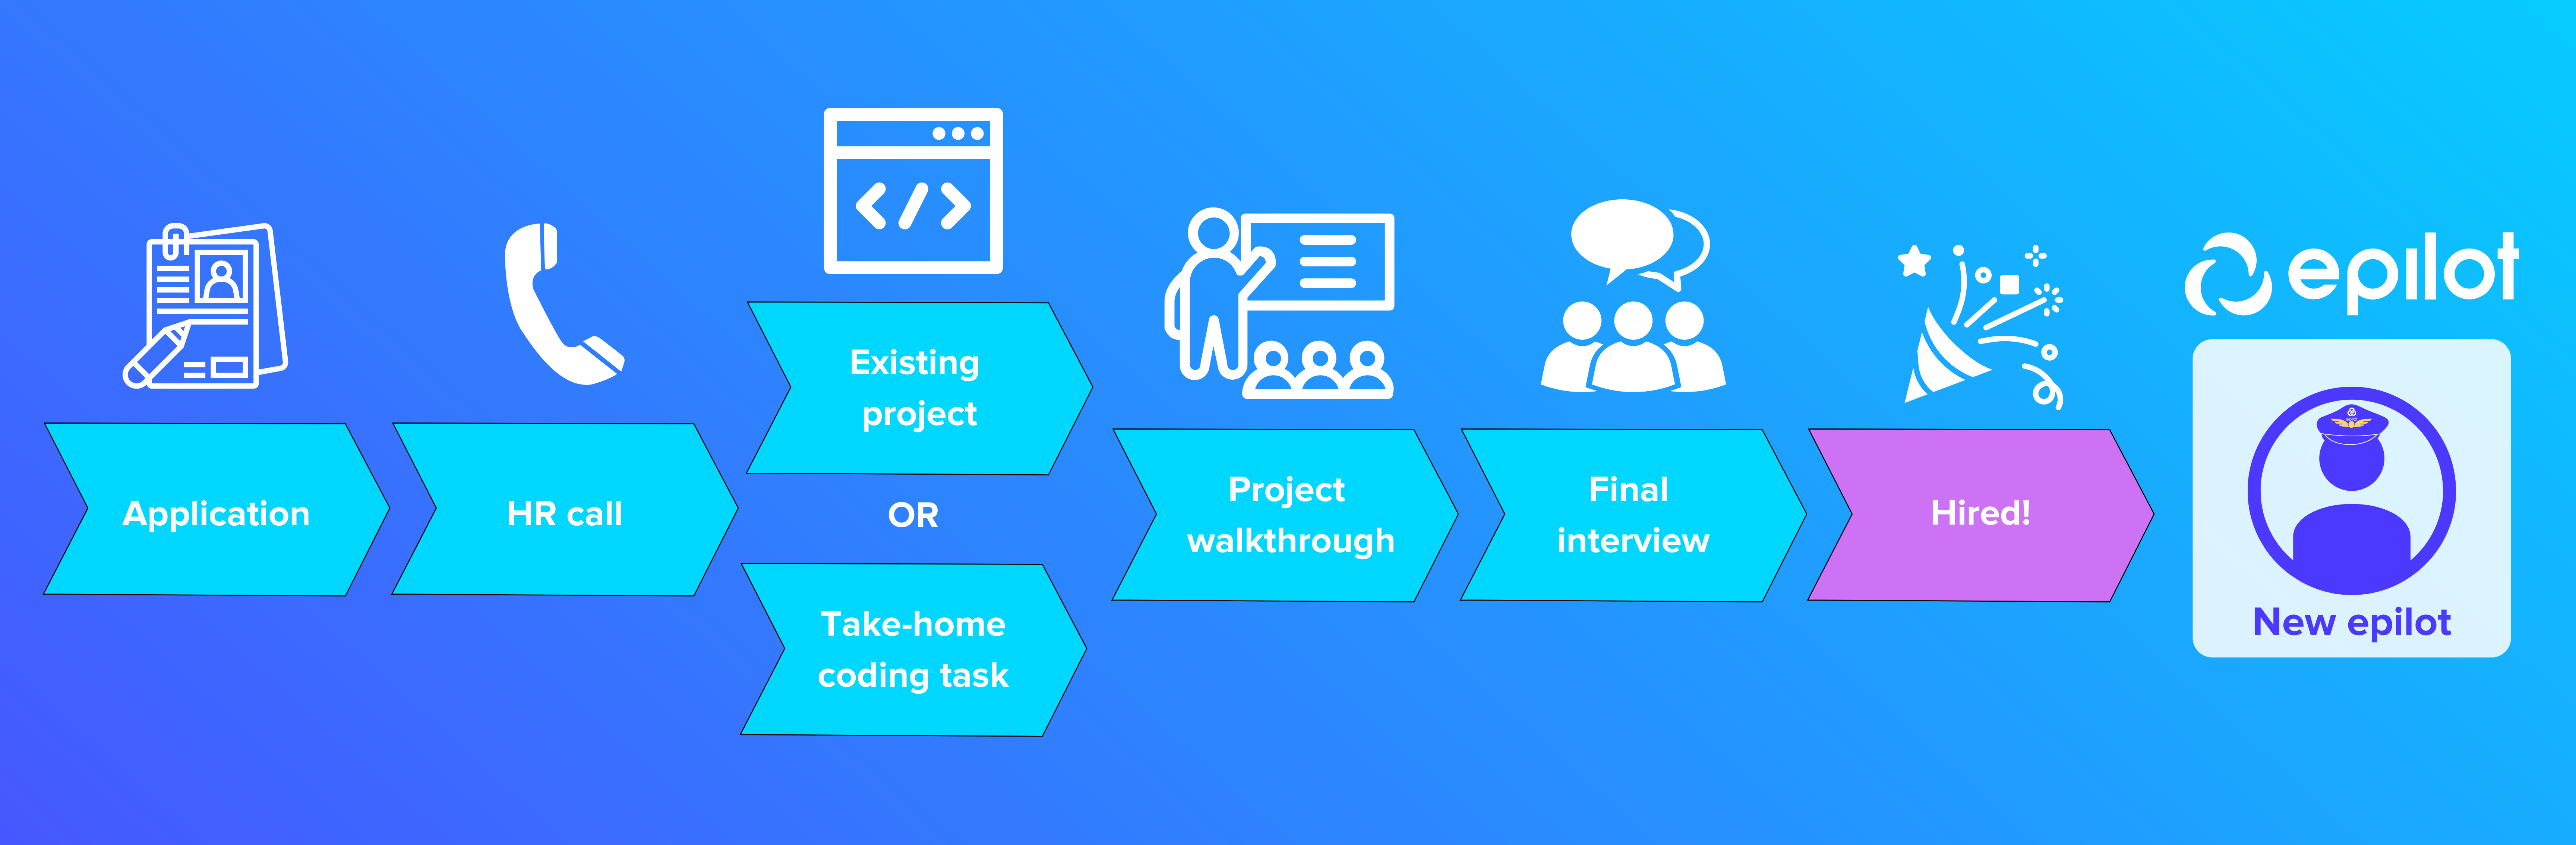 Application
HR call
Existing
project
OR
Take-home
coding task
Project
walkthrough
Final
interview
Hired!
epilot
New epilot